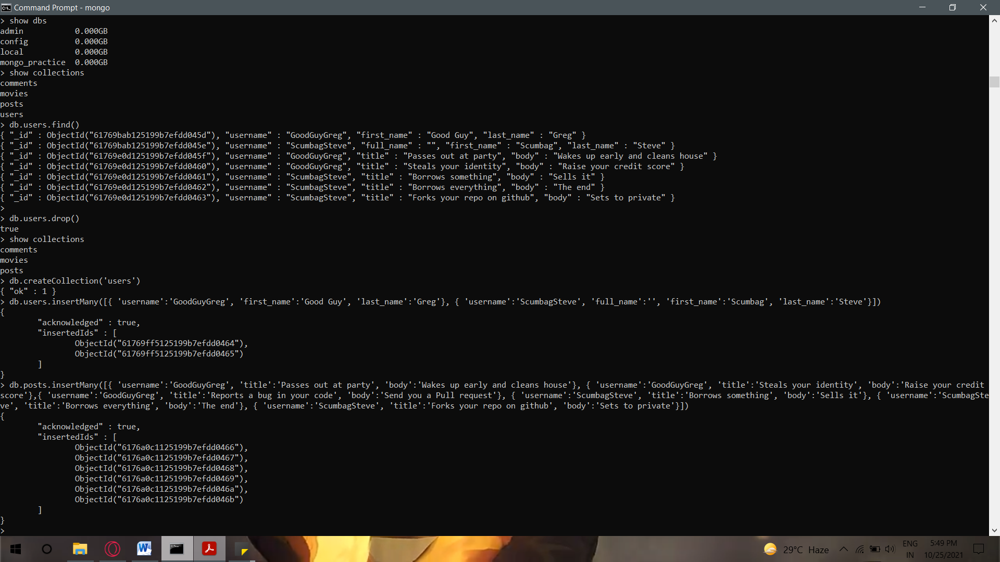 Command Prompt - mongo
> show dbs
admin           0.000GB
config          0.000GB
local           0.000GB
mongo_practice  0.000GB
> show collections
comments
movies
posts
users
> db.users.find()
{ "_id" : ObjectId("61769bab125199b7efdd045d"), "username" : "GoodGuyGreg", "first_name" : "Good Guy", "last_name" : "Greg" }
{ "_id" : ObjectId("61769bab125199b7efdd045e"), "username" : "ScumbagSteve", "full_name" : "", "first_name" : "Scumbag", "last_name" : "Steve" }
{ "_id" : ObjectId("61769e0d125199b7efdd045f"), "username" : "GoodGuyGreg", "title" : "Passes out at party", "body" : "Wakes up early and cleans house" }
{ "_id" : ObjectId("61769e0d125199b7efdd0460"), "username" : "GoodGuyGreg", "title" : "Steals your identity", "body" : "Raise your credit score" }
{ "_id" : ObjectId("61769e0d125199b7efdd0461"), "username" : "ScumbagSteve", "title" : "Borrows something", "body" : "Sells it" }
{ "_id" : ObjectId("61769e0d125199b7efdd0462"), "username" : "ScumbagSteve", "title" : "Borrows everything", "body" : "The end" }
{ "_id" : ObjectId("61769e0d125199b7efdd0463"), "username" : "ScumbagSteve", "title" : "Forks your repo on github", "body" : "Sets to private" }
>
> db.users.drop()
true
> show collections
comments
movies
posts
> db.createCollection('users')
{ "ok" : 1 }
> db.users.insertMany([{ 'username':'GoodGuyGreg', 'first_name':'Good Guy', 'last_name':'Greg'}, { 'username':'ScumbagSteve', 'full_name':'', 'first_name':'Scumbag', 'last_name':'Steve'}])
{
        "acknowledged" : true,
        "insertedIds" : [
                ObjectId("61769ff5125199b7efdd0464"),
                ObjectId("61769ff5125199b7efdd0465")
        ]
}
> db.posts.insertMany([{ 'username':'GoodGuyGreg', 'title':'Passes out at party', 'body':'Wakes up early and cleans house'}, { 'username':'GoodGuyGreg', 'title':'Steals your identity', 'body':'Raise your credit
score'},{ 'username':'GoodGuyGreg', 'title':'Reports a bug in your code', 'body':'Send you a Pull request'}, { 'username':'ScumbagSteve', 'title':'Borrows something', 'body':'Sells it'}, { 'username':'ScumbagSte
ve', 'title':'Borrows everything', 'body':'The end'}, { 'username':'ScumbagSteve', 'title':'Forks your repo on github', 'body':'Sets to private'}])
{
        "acknowledged" : true,
        "insertedIds" : [
                ObjectId("6176a0c1125199b7efdd0466"),
                ObjectId("6176a0c1125199b7efdd0467"),
                ObjectId("6176a0c1125199b7efdd0468"),
                ObjectId("6176a0c1125199b7efdd0469"),
                ObjectId("6176a0c1125199b7efdd046a"),
                ObjectId("6176a0c1125199b7efdd046b")
        ]
}
>
29°C Haze
ENG
IN
5:49 PM
10/25/2021